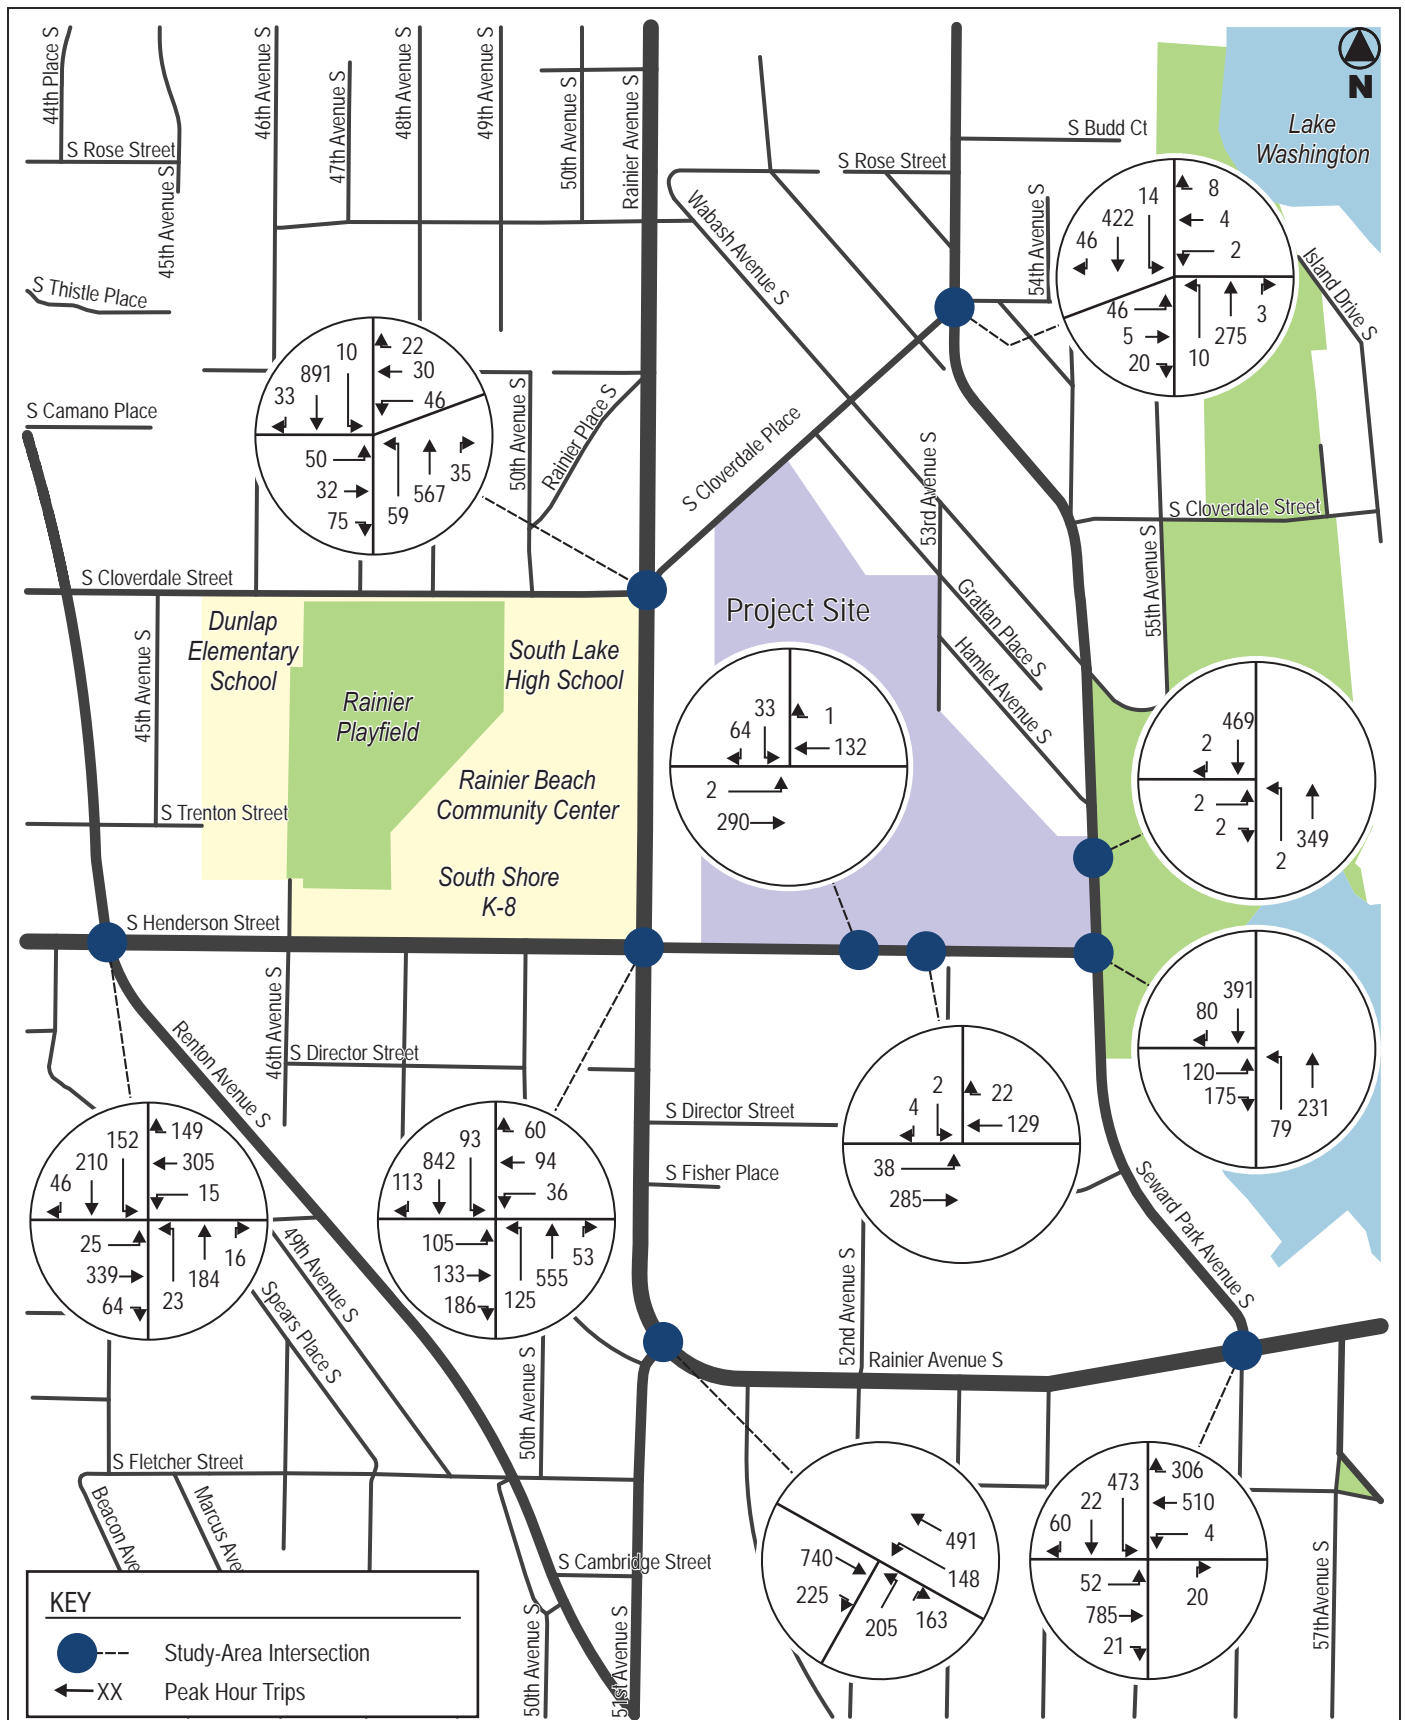 44th Place S
46th Avenue S
47th Avenue S
48th Avenue S
49th Avenue S
50th Avenue S
Rainier Avenue S
N
Lake
Washington
S Budd Ct
S Rose Street
S Rose Street
45th Avenue S
54th Avenue S
Wabash Avenue S
Island Drive S
S Thistle Place
14
8
422
4
46
2
46
3
5
275
20
10
10
22
891
30
33
46
50
35
32
567
75
59
S Camano Place
50th Avenue S
Rainier Place S
S Cloverdale Place
53rd Avenue S
S Cloverdale Street
55th Avenue S
S Cloverdale Street
Project Site
Grattan Place S
Hamlet Avenue S
Dunlap
Elementary
School
South Lake
High School
45th Avenue S
Rainier
Playfield
Rainier Beach
Community Center
S Trenton Street
South Shore
K-8
33
1
64
132
2
290
469
2
2
2
349
2
S Henderson Street
46th Avenue S
Renton Avenue S
S Director Street
S Director Street
S Fisher Place
391
80
120
175
231
79
2
22
4
129
38
285
152
149
210
305
46
15
25
16
339
184
64
23
93
60
842
94
113
36
105
53
133
555
186
125
49th Avenue S
Spears Place S
50th Avenue S
52nd Avenue S
Seward Park Avenue S
Rainier Avenue S
S Fletcher Street
Beacon Ave
Marcus Ave
S Cambridge Street
50th Avenue S
51st Avenue S
57thAvenue S
491
740
148
225
163
205
473
306
22
510
60
4
52
20
785
21
KEY
Study-Area Intersection
XX
Peak Hour Trips